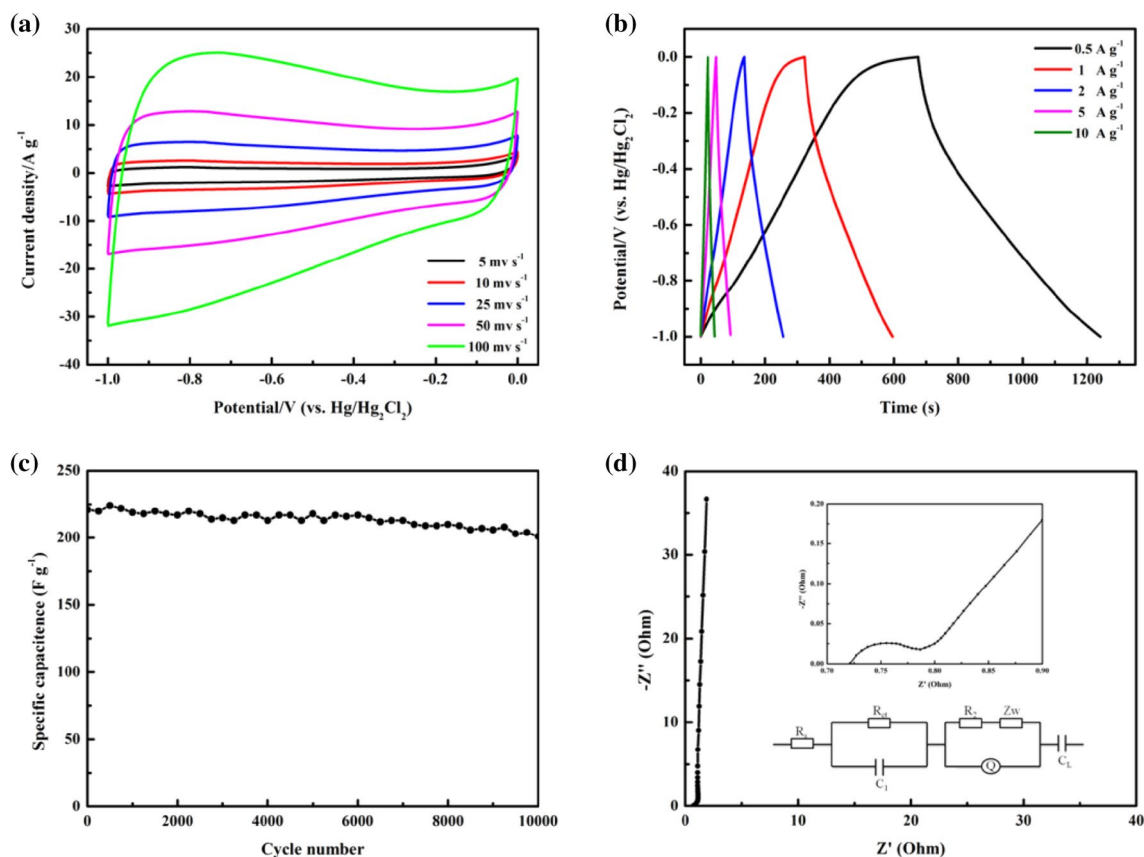 (a)
30
20
10
0
-10
-20
-30
-40
-1.0 -0.8 -0.6 -0.4 -0.2 0.0
Current density/A g⁻¹
Potential/V (vs. Hg/Hg₂Cl₂)
5 mv s⁻¹
10 mv s⁻¹
25 mv s⁻¹
50 mv s⁻¹
100 mv s⁻¹
(b)
0.0
-0.2
-0.4
-0.6
-0.8
-1.0
0 200 400 600 800 1000 1200
Potential/V (vs. Hg/Hg₂Cl₂)
Time (s)
0.5 A g⁻¹
1 A g⁻¹
2 A g⁻¹
5 A g⁻¹
10 A g⁻¹
(c)
250
200
150
100
50
0
0 2000 4000 6000 8000 10000
Specific capacitence (F g⁻¹)
Cycle number
(d)
40
35
30
25
20
15
10
5
0
0 10 20 30 40
-Z'' (Ohm)
Z' (Ohm)
0.20
0.15
0.10
0.05
0.00
0.70 0.75 0.80 0.85 0.90
-Z'' (Ohm)
Z' (Ohm)
Rₛ
R_ct
C₁
R₂ Zw
Q
C_L